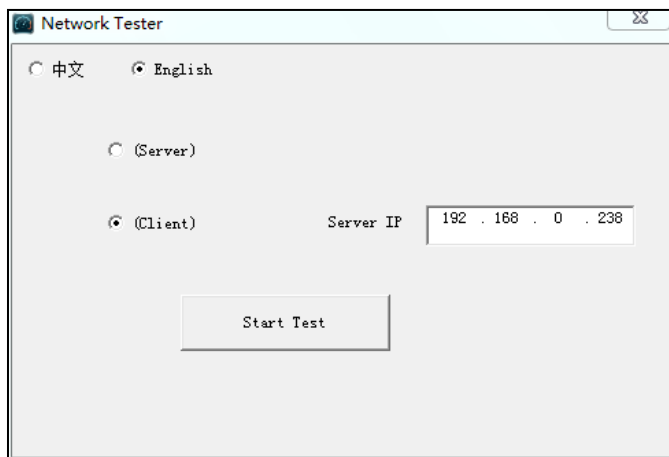 Network Tester
中文 English
(Server)
(Client) Server IP 192 . 168 . 0 . 238
Start Test